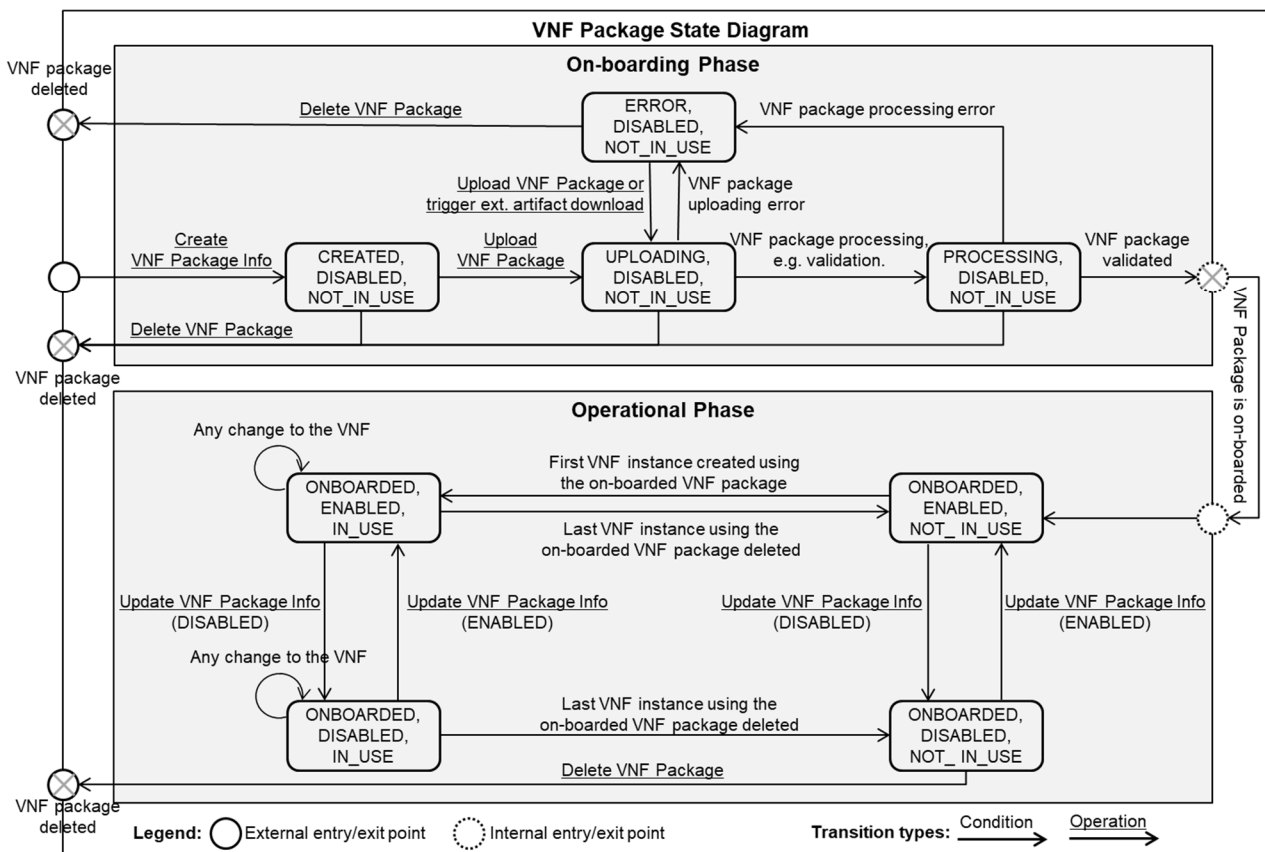 VNF Package State Diagram
On-boarding Phase
VNF package
deleted
Delete VNF Package
ERROR,
DISABLED,
NOT_IN_USE
VNF package processing error
Upload VNF Package or
trigger ext. artifact download
VNF package
uploading error
Create
VNF Package Info
CREATED,
DISABLED,
NOT_IN_USE
Upload
VNF Package
UPLOADING,
DISABLED,
NOT_IN_USE
VNF package processing,
e.g. validation.
PROCESSING,
DISABLED,
NOT_IN_USE
VNF package
validated
Delete VNF Package
VNF package
deleted
VNF Package is on-boarded
Operational Phase
Any change to the VNF
ONBOARDED,
ENABLED,
IN_USE
First VNF instance created using
the on-boarded VNF package
Last VNF instance using the
on-boarded VNF package deleted
ONBOARDED,
ENABLED,
NOT_ IN_USE
Update VNF Package Info
(DISABLED)
Update VNF Package Info
(ENABLED)
Update VNF Package Info
(DISABLED)
Update VNF Package Info
(ENABLED)
Any change to the VNF
ONBOARDED,
DISABLED,
IN_USE
Last VNF instance using the
on-boarded VNF package deleted
ONBOARDED,
DISABLED,
NOT_ IN_USE
Delete VNF Package
VNF package
deleted
Legend:
External entry/exit point
Internal entry/exit point
Transition types:
Condition
Operation